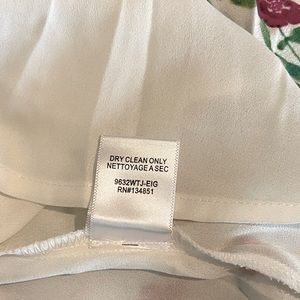 DRY CLEAN ONLY
NETTOYAGE A SEC
9632WTJ-EIG
RN#134851